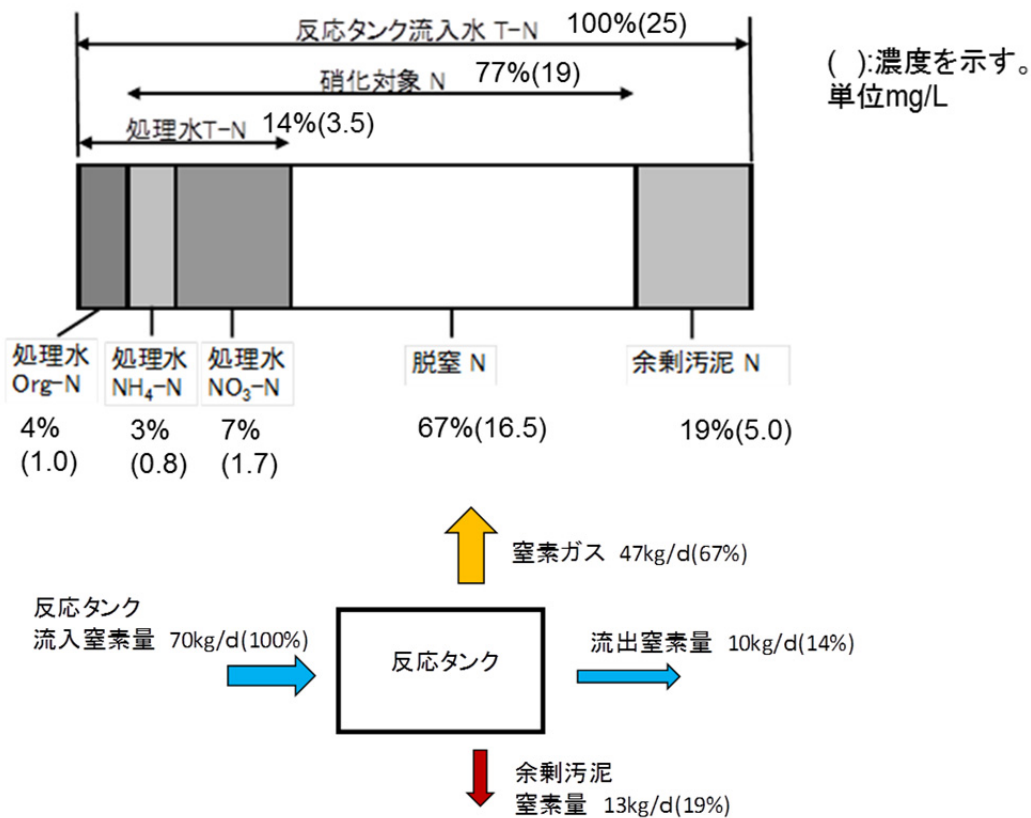 反応タンク流入水 T-N 100%(25)
( ):濃度を示す。
単位mg/L
硝化対象 N 77%(19)
処理水T-N 14%(3.5)
処理水
Org-N
処理水
NH₄-N
処理水
NO₃-N
脱窒 N
余剰汚泥 N
4%
(1.0)
3%
(0.8)
7%
(1.7)
67%(16.5)
19%(5.0)
窒素ガス 47kg/d(67%)
反応タンク
流入窒素量 70kg/d(100%)
反応タンク
流出窒素量 10kg/d(14%)
余剰汚泥
窒素量 13kg/d(19%)